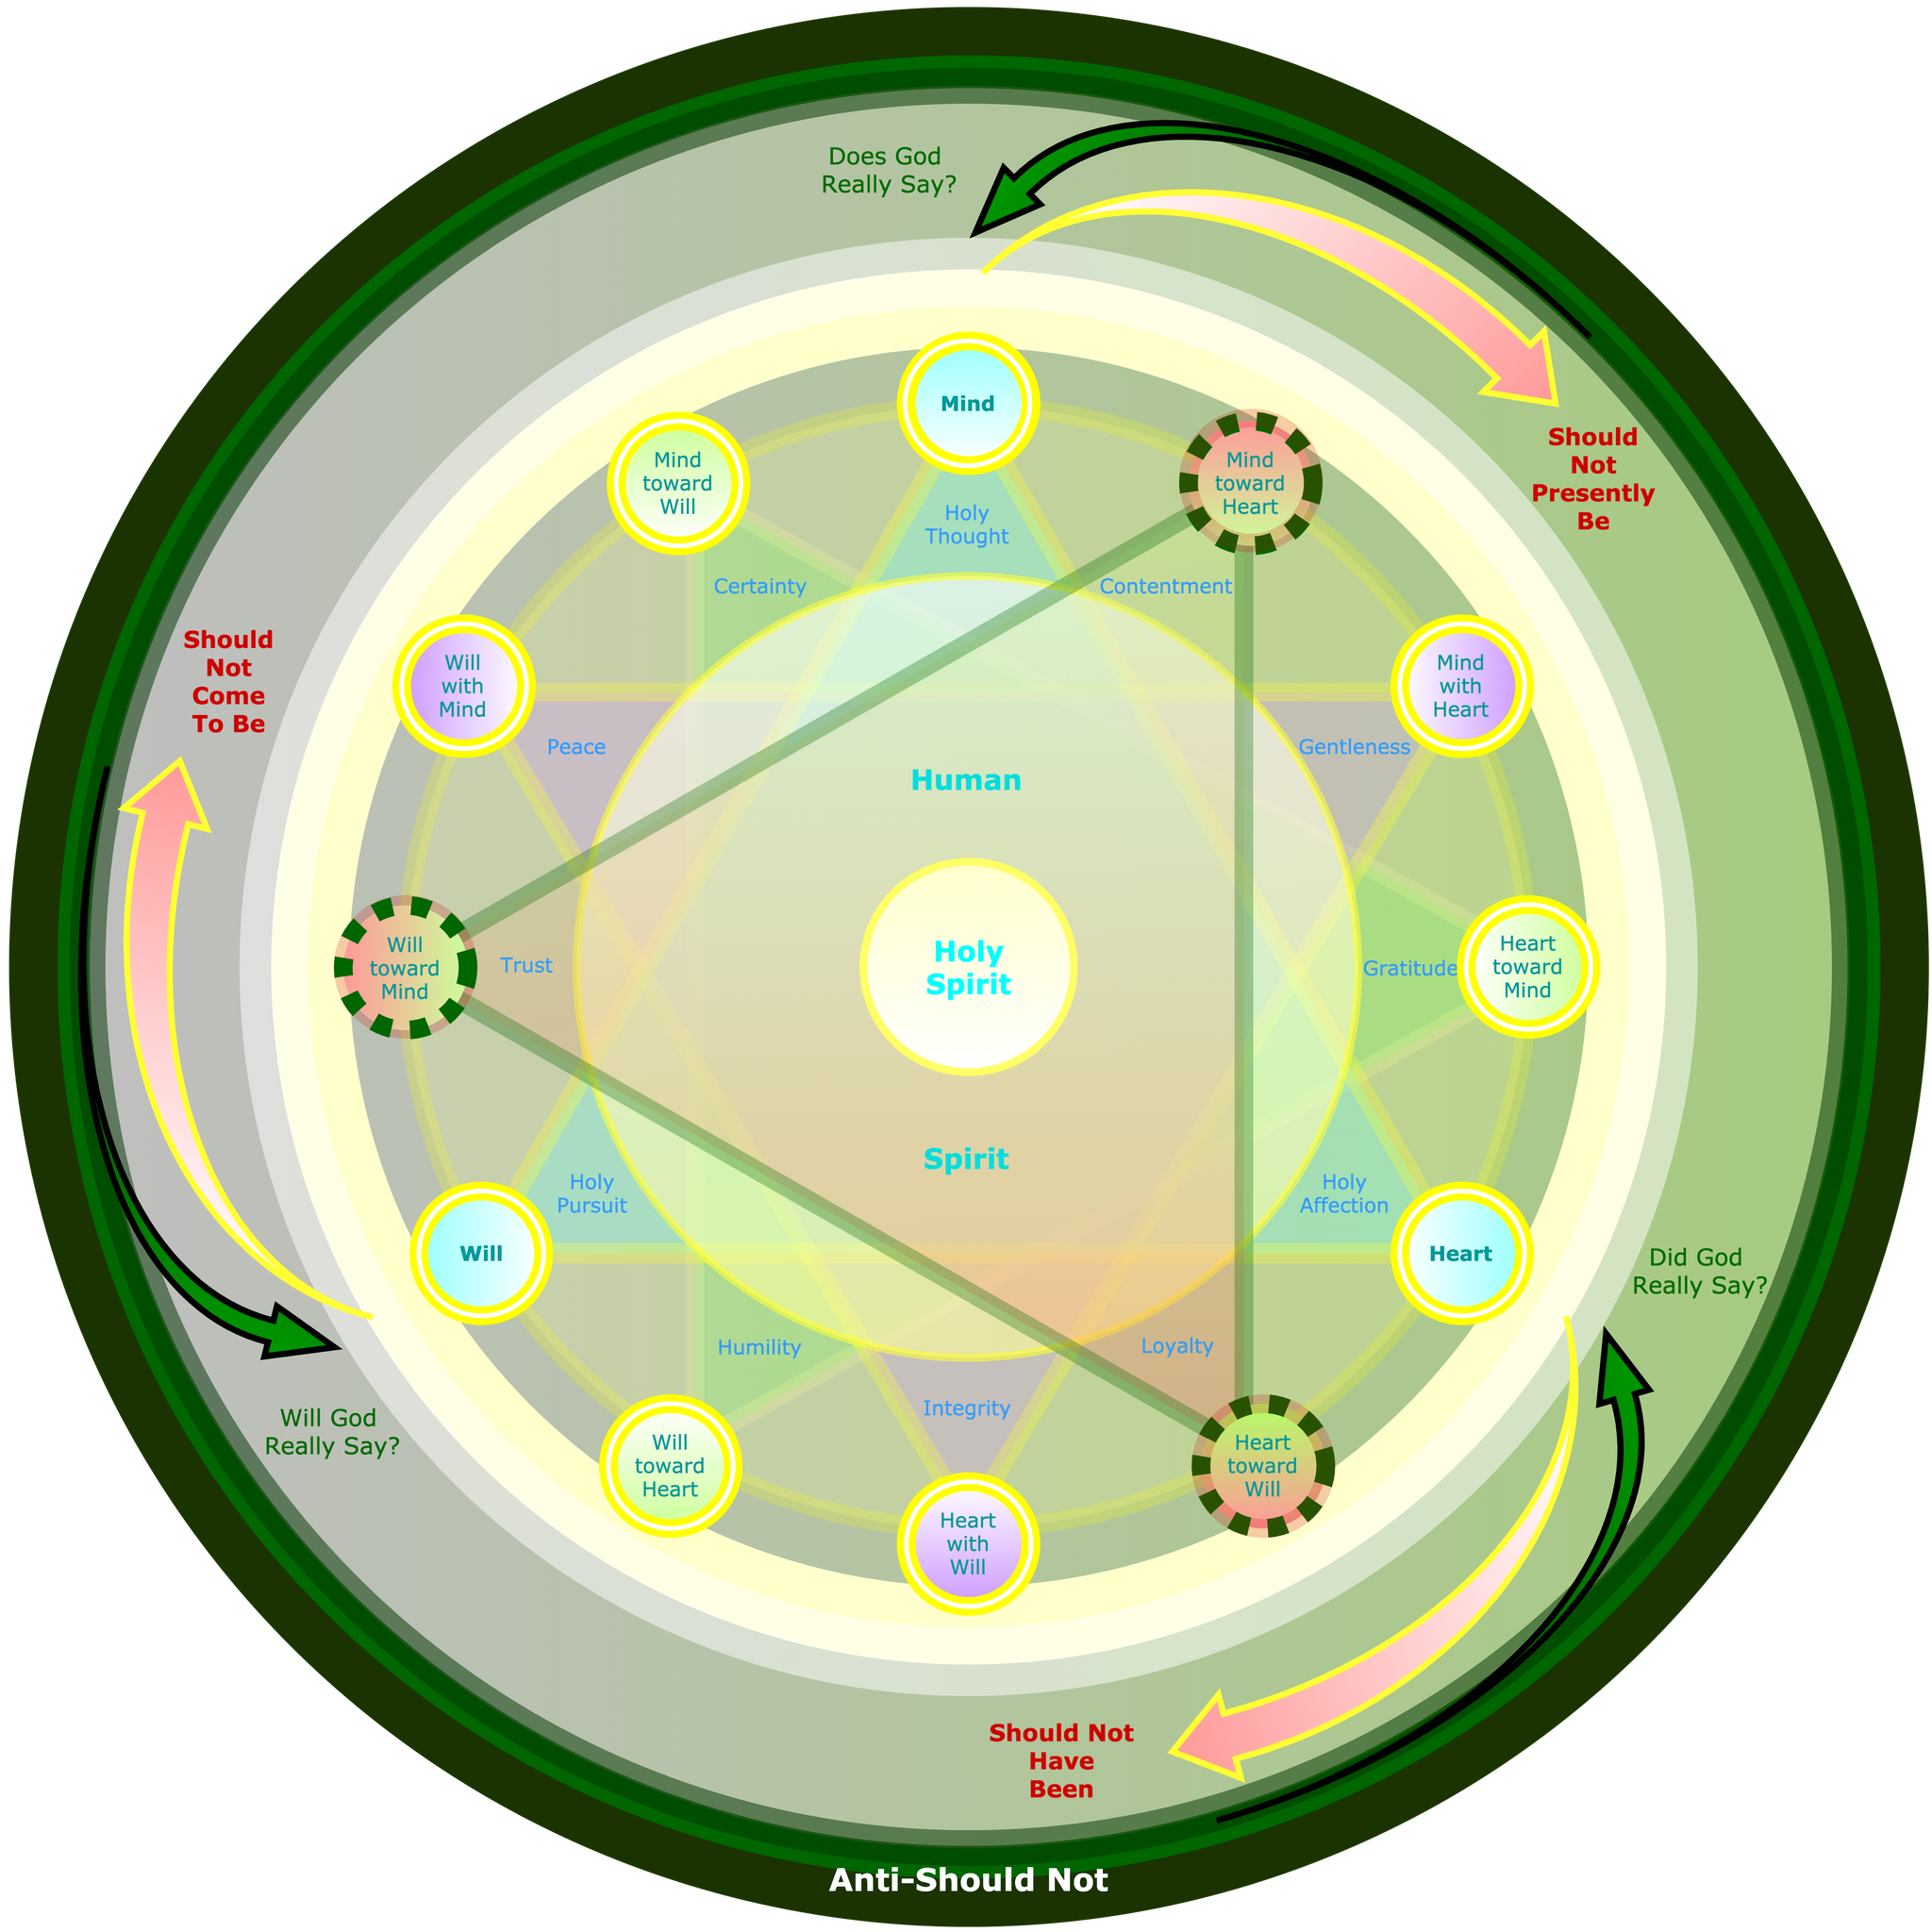 Does God
Really Say?
Should
Not
Presently
Be
Mind
Mind
toward
Will
Mind
toward
Heart
Holy
Thought
Certainty
Contentment
Should
Not
Come
To Be
Will
with
Mind
Mind
with
Heart
Peace
Gentleness
Human
Will
toward
Mind
Trust
Holy
Spirit
Gratitude
Heart
toward
Mind
Spirit
Holy
Pursuit
Holy
Affection
Will
Heart
Did God
Really Say?
Humility
Loyalty
Integrity
Will God
Really Say?
Will
toward
Heart
Heart
toward
Will
Heart
with
Will
Should Not
Have
Been
Anti-Should Not